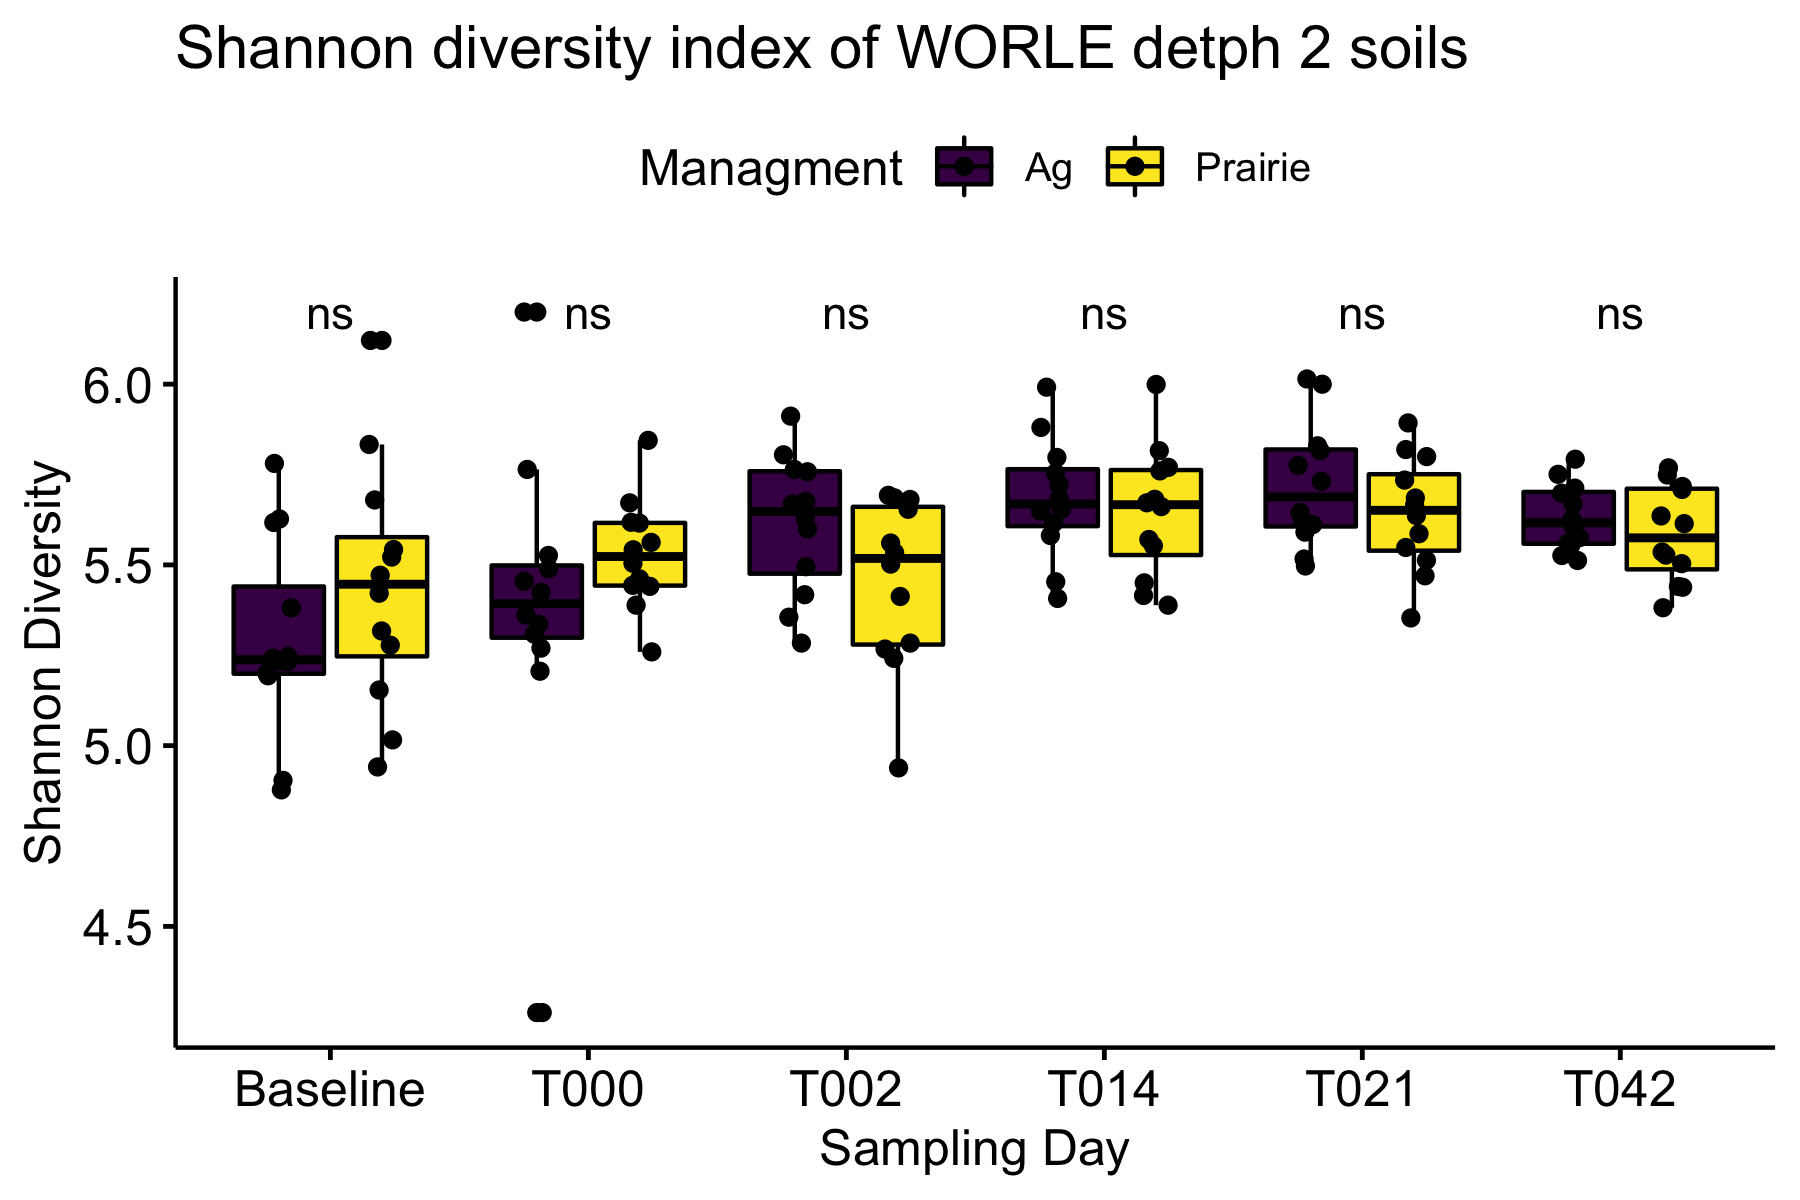 Shannon diversity index of WORLE detph 2 soils
Managment Ag Prairie
ns ns ns ns ns ns
6.0
5.5
5.0
4.5
Shannon Diversity
Baseline T000 T002 T014 T021 T042
Sampling Day